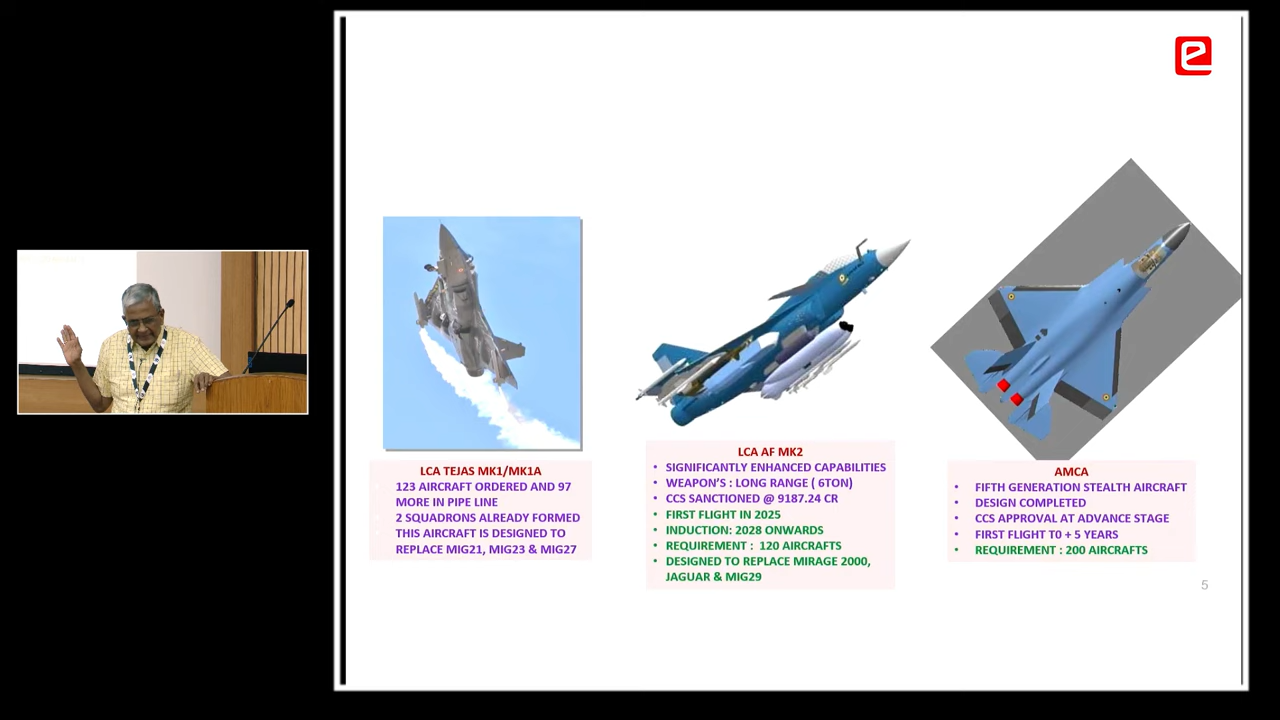 e
LCA TEJAS MK1/MK1A
123 AIRCRAFT ORDERED AND 97
MORE IN PIPE LINE
2 SQUADRONS ALREADY FORMED
THIS AIRCRAFT IS DESIGNED TO
REPLACE MIG21, MIG23 & MIG27
LCA AF MK2
• SIGNIFICANTLY ENHANCED CAPABILITIES
• WEAPON'S : LONG RANGE ( 6TON)
• CCS SANCTIONED @ 9187.24 CR
• FIRST FLIGHT IN 2025
• INDUCTION: 2028 ONWARDS
• REQUIREMENT : 120 AIRCRAFTS
• DESIGNED TO REPLACE MIRAGE 2000,
JAGUAR & MIG29
AMCA
• FIFTH GENERATION STEALTH AIRCRAFT
• DESIGN COMPLETED
• CCS APPROVAL AT ADVANCE STAGE
• FIRST FLIGHT T0 + 5 YEARS
• REQUIREMENT : 200 AIRCRAFTS
5